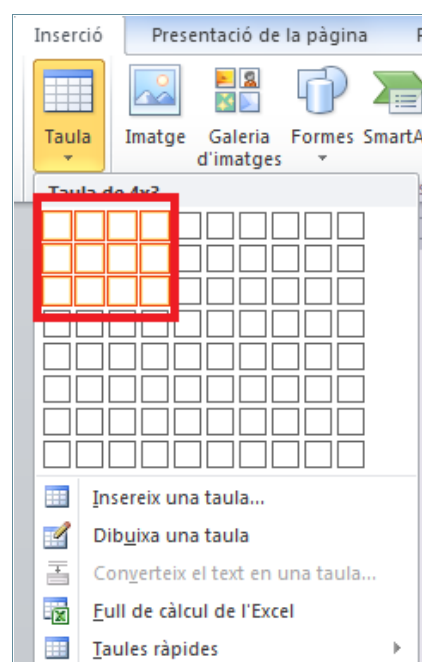 Inserció Presentació de la pàgina
Taula Imatge Galeria d'imatges Formes SmartA
Taula de 4x3
Insereix una taula...
Dibuixa una taula
Converteix el text en una taula...
Full de càlcul de l'Excel
Taules ràpides